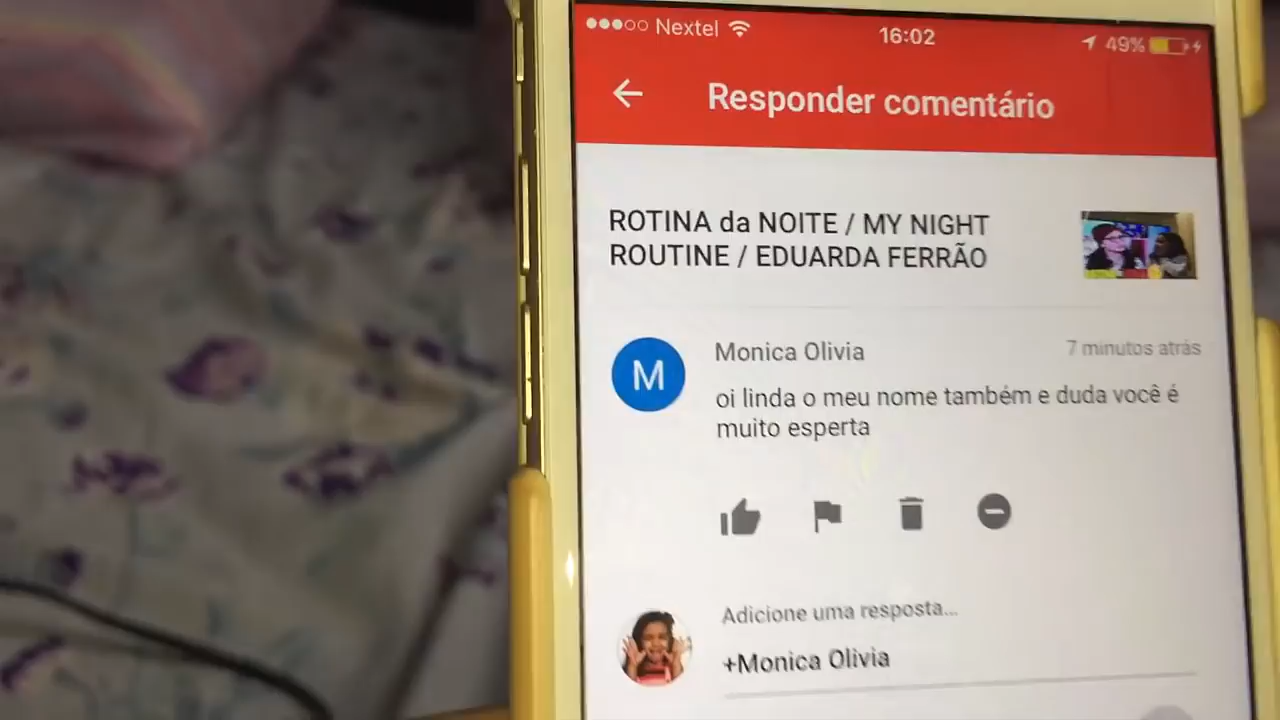 Nextel 16:02 49%
Responder comentário
ROTINA da NOITE / MY NIGHT
ROUTINE / EDUARDA FERRÃO
M Monica Olivia 7 minutos atrás
oi linda o meu nome também e duda você é
muito esperta
Adicione uma resposta...
+Monica Olivia